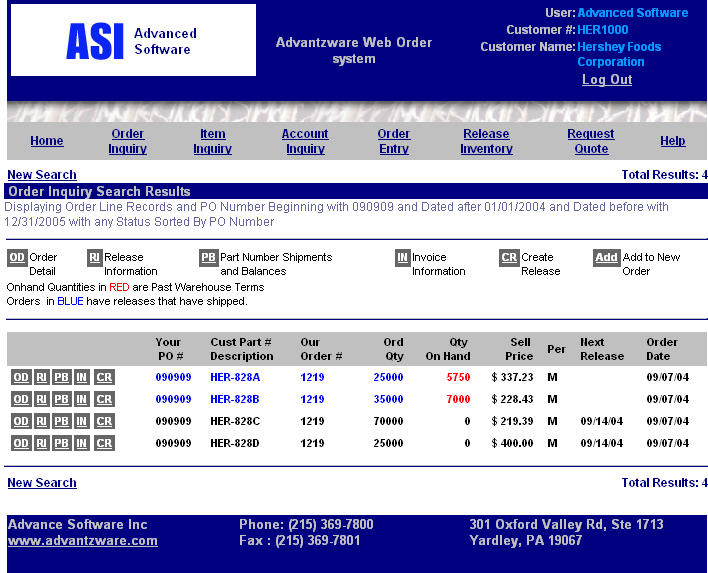 ASI Advanced
Software
Advantzware Web Order
system
User: Advanced Software
Customer #: HER1000
Customer Name: Hershey Foods
Corporation
Log Out
Home Order Inquiry Item Inquiry Account Inquiry Order Entry Release Inventory Request Quote Help
New Search Total Results: 4
Order Inquiry Search Results
Displaying Order Line Records and PO Number Beginning with 090909 and Dated after 01/01/2004 and Dated before with
12/31/2005 with any Status Sorted By PO Number
OD Order Detail RI Release Information PB Part Number Shipments and Balances IN Invoice Information CR Create Release Add Add to New Order
Onhand Quantities in RED are Past Warehouse Terms
Orders in BLUE have releases that have shipped.
Your PO # Cust Part # Description Our Order # Ord Qty Qty On Hand Sell Price Per Next Release Order Date
OD RI PB IN CR 090909 HER-828A 1219 25000 5750 $ 337.23 M 09/07/04
OD RI PB IN CR 090909 HER-828B 1219 35000 7000 $ 228.43 M 09/07/04
OD RI PB IN CR 090909 HER-828C 1219 70000 0 $ 219.39 M 09/14/04 09/07/04
OD RI PB IN CR 090909 HER-828D 1219 25000 0 $ 400.00 M 09/14/04 09/07/04
New Search Total Results: 4
Advance Software Inc Phone: (215) 369-7800 301 Oxford Valley Rd, Ste 1713
www.advantzware.com Fax : (215) 369-7801 Yardley, PA 19067